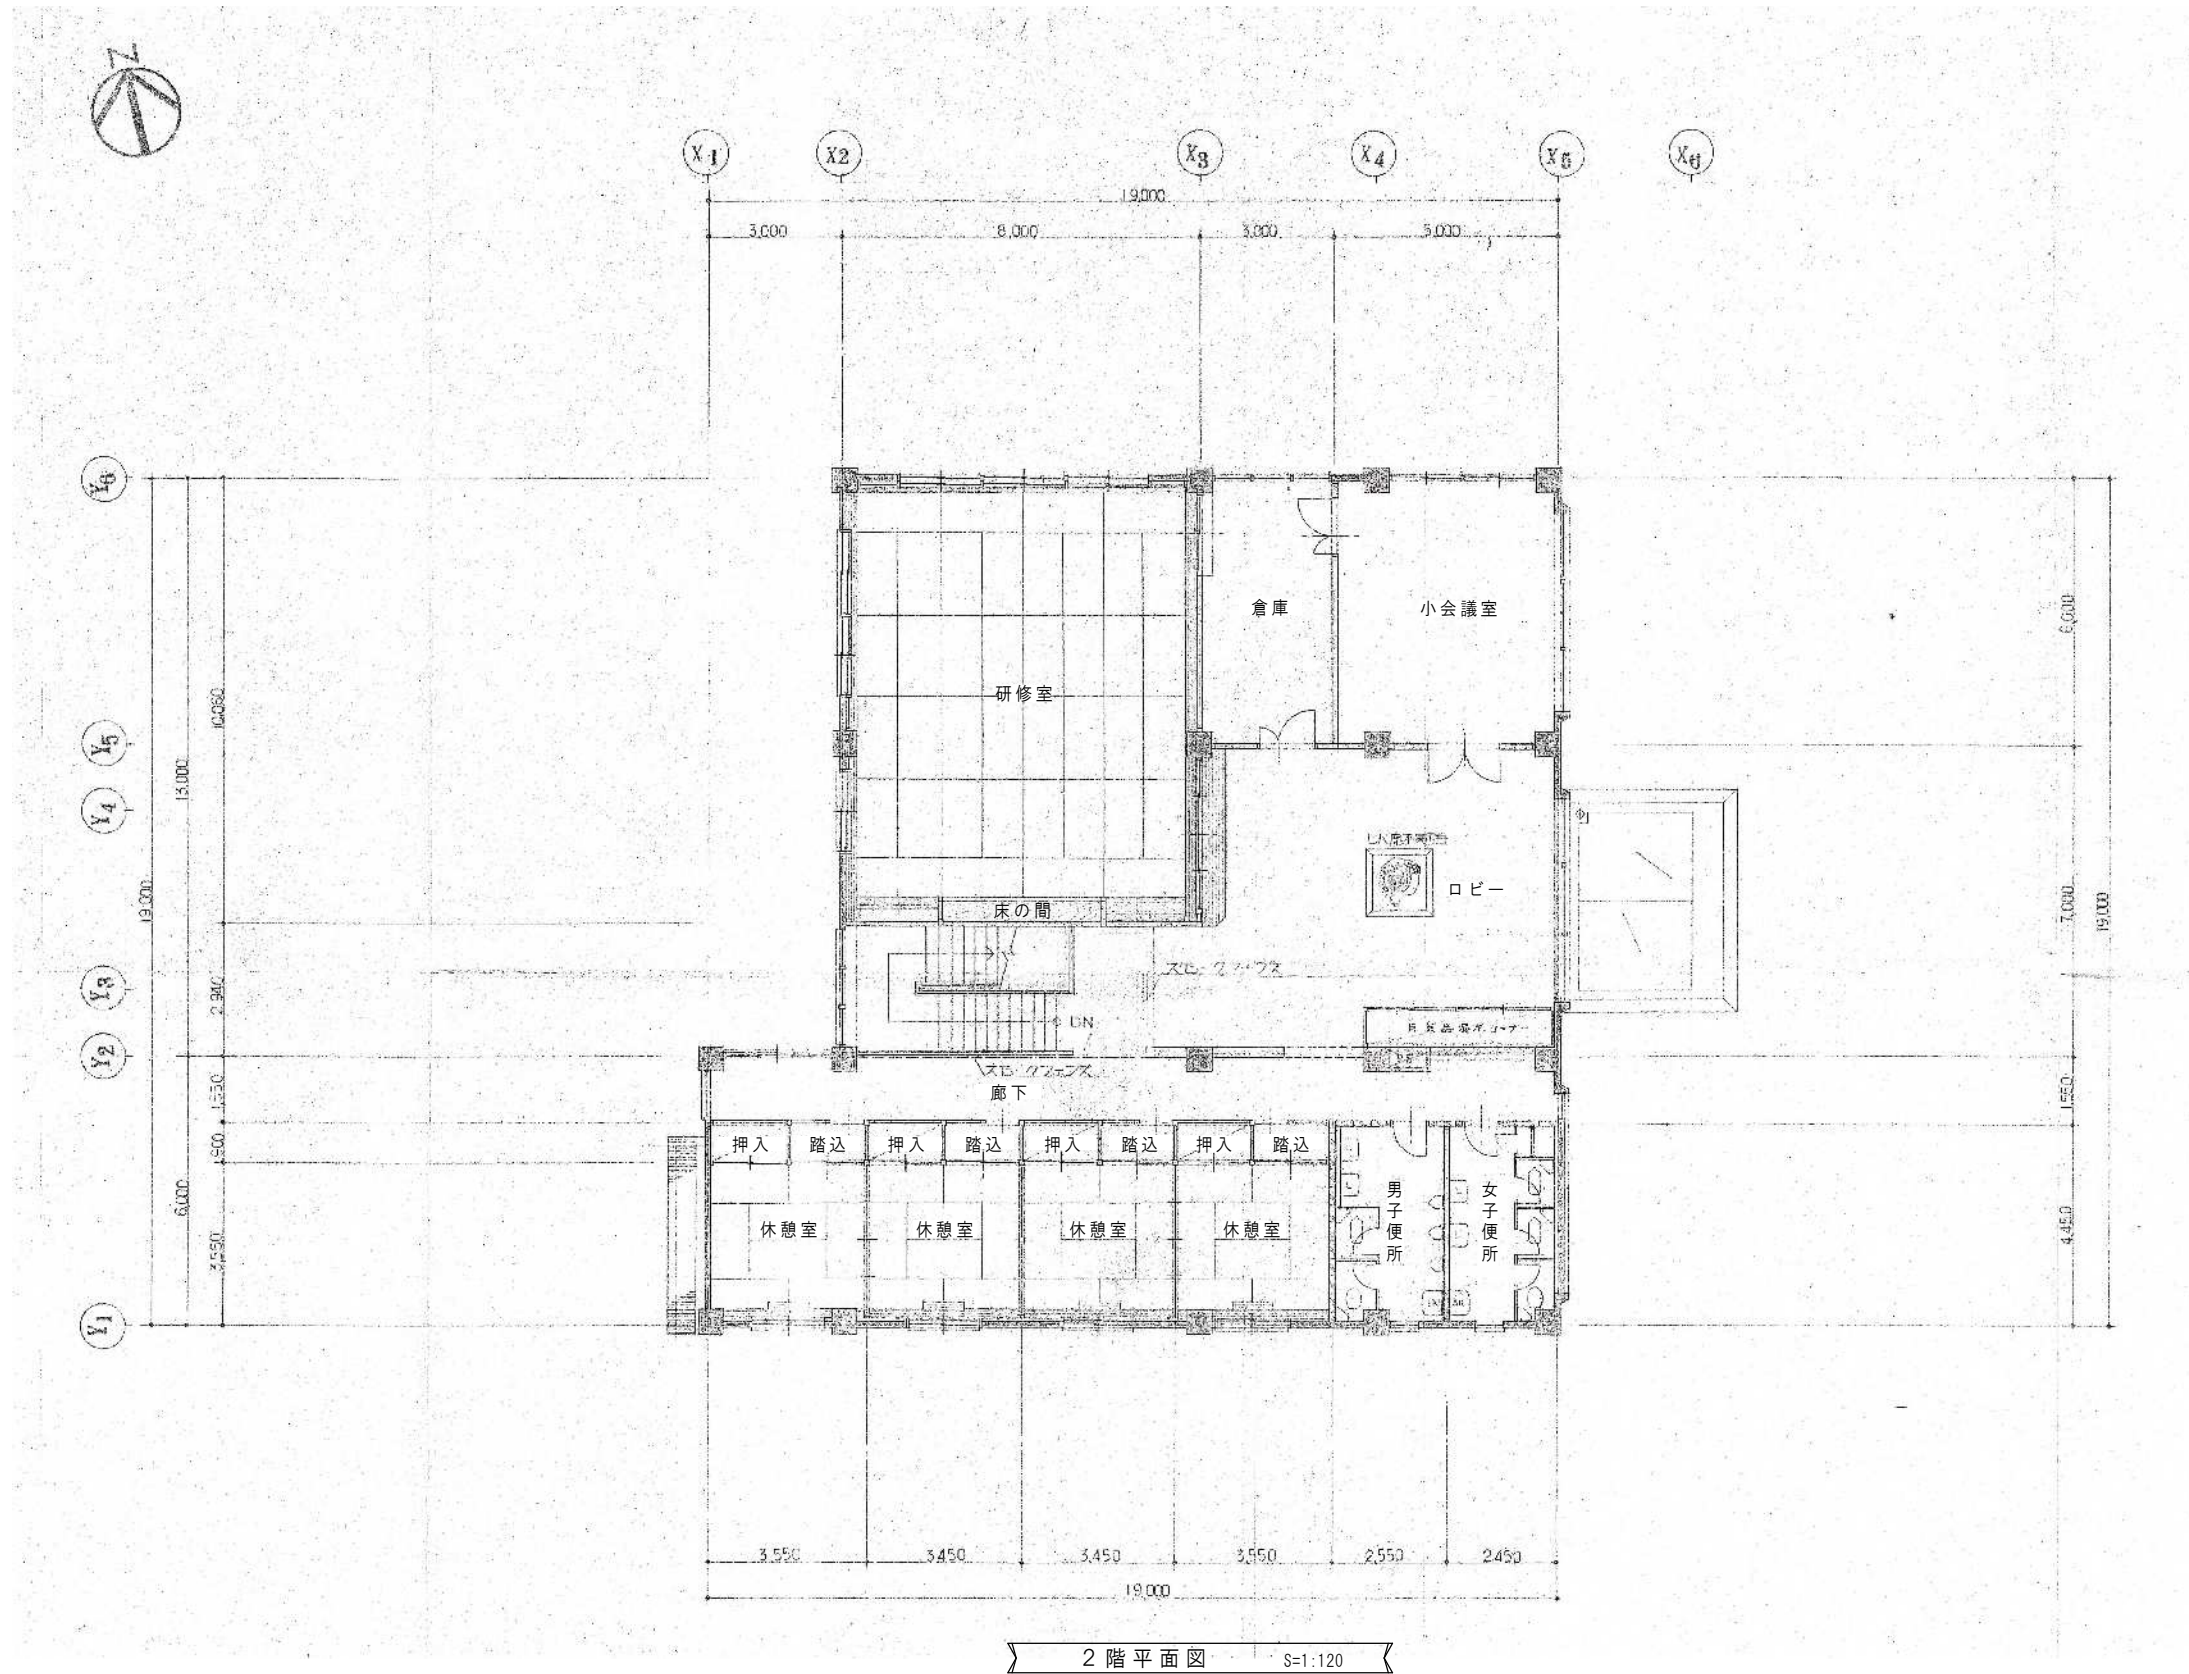 N
X1 X2 X3 X4 X5 X6
19,000
3,000 8,000 3,000 5,000
Y6
Y5
Y4
Y3
Y2
Y1
19,000
13,000
6,000
10,060
2,940
1,550
900
3,550
倉庫
小会議室
研修室
ロビー
床の間
DN
廊下
押入 踏込 押入 踏込 押入 踏込 押入 踏込
休憩室 休憩室 休憩室 休憩室
男子便所
女子便所
6,000
7,000
1,550
4,450
19,000
3,550 3,450 3,450 3,550 2,550 2,450
19,000
2階平面図 S=1:120